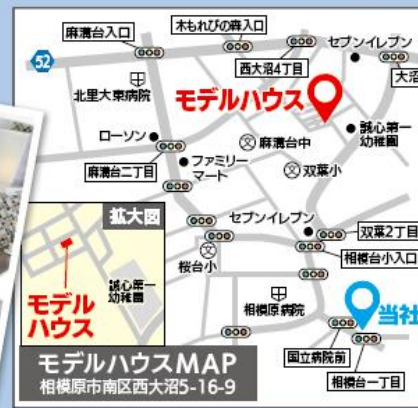 麻溝台入口
木もれびの森入口
セブンイレブン
52
西大沼4丁目
大沼
北里大東病院
モデルハウス
ローソン
文 麻溝台中
誠心第一
幼稚園
麻溝台二丁目
ファミリー
マート
文 双葉小
拡大図
セブンイレブン
双葉2丁目
文
桜台小
相模台小入口
誠心第一
幼稚園
モデル
ハウス
相模原病院
当社
国立病院前
モデルハウスMAP
相模原市南区西大沼5-16-9
相模台一丁目